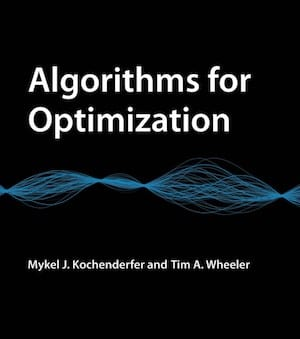 Algorithms for
Optimization
Mykel J. Kochenderfer and Tim A. Wheeler